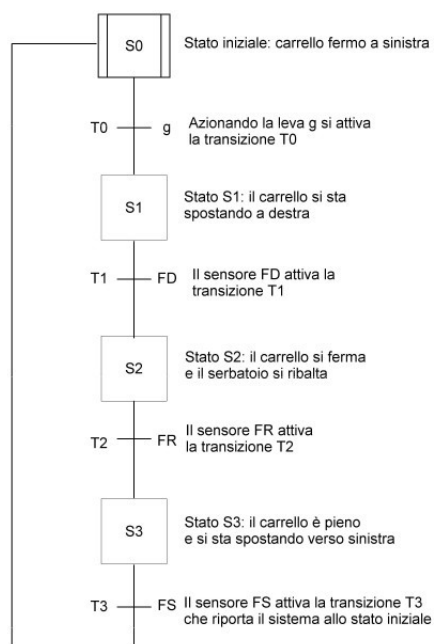 S0 Stato iniziale: carrello fermo a sinistra
T0 g Azionando la leva g si attiva
la transizione T0
S1 Stato S1: il carrello si sta
spostando a destra
T1 FD Il sensore FD attiva la
transizione T1
S2 Stato S2: il carrello si ferma
e il serbatoio si ribalta
T2 FR Il sensore FR attiva
la transizione T2
S3 Stato S3: il carrello è pieno
e si sta spostando verso sinistra
T3 FS Il sensore FS attiva la transizione T3
che riporta il sistema allo stato iniziale